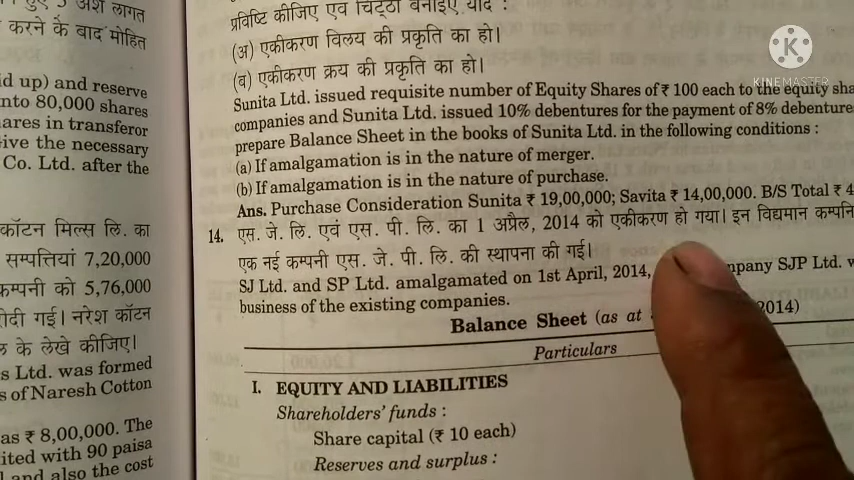 अंश लागत
करने के बाद मोहित
id up) and reserve
nto 80,000 shares
ares in transferor
ive the necessary
Co. Ltd. after the
कॉटन मिल्स लि. का
सम्पत्तियां 7,20,000
कम्पनी को 5,76,000
दी गई। नरेश कॉटन
के लेखे कीजिए।
s Ltd. was formed
s of Naresh Cotton
as ₹ 8,00,000. The
ited with 90 paisa
and also the cost
प्रविष्टि कीजिए एवं चिट्ठा बनाइए यदि :
(अ) एकीकरण विलय की प्रकृति का हो।
(ब) एकीकरण क्रय की प्रकृति का हो।
Sunita Ltd. issued requisite number of Equity Shares of ₹ 100 each to the equity sha
companies and Sunita Ltd. issued 10% debentures for the payment of 8% debenture
prepare Balance Sheet in the books of Sunita Ltd. in the following conditions :
(a) If amalgamation is in the nature of merger.
(b) If amalgamation is in the nature of purchase.
Ans. Purchase Consideration Sunita ₹ 19,00,000; Savita ₹ 14,00,000. B/S Total ₹ 4
14. एस. जे. लि. एवं एस. पी. लि. का 1 अप्रैल, 2014 को एकीकरण हो गया। इन विद्यमान कम्पनि
एक नई कम्पनी एस. जे. पी. लि. की स्थापना की गई।
SJ Ltd. and SP Ltd. amalgamated on 1st April, 2014, mpany SJP Ltd. w
business of the existing companies.
Balance Sheet (as at 2014)
Particulars
I. EQUITY AND LIABILITIES
Shareholders' funds :
Share capital (₹ 10 each)
Reserves and surplus :
KINEMASTER